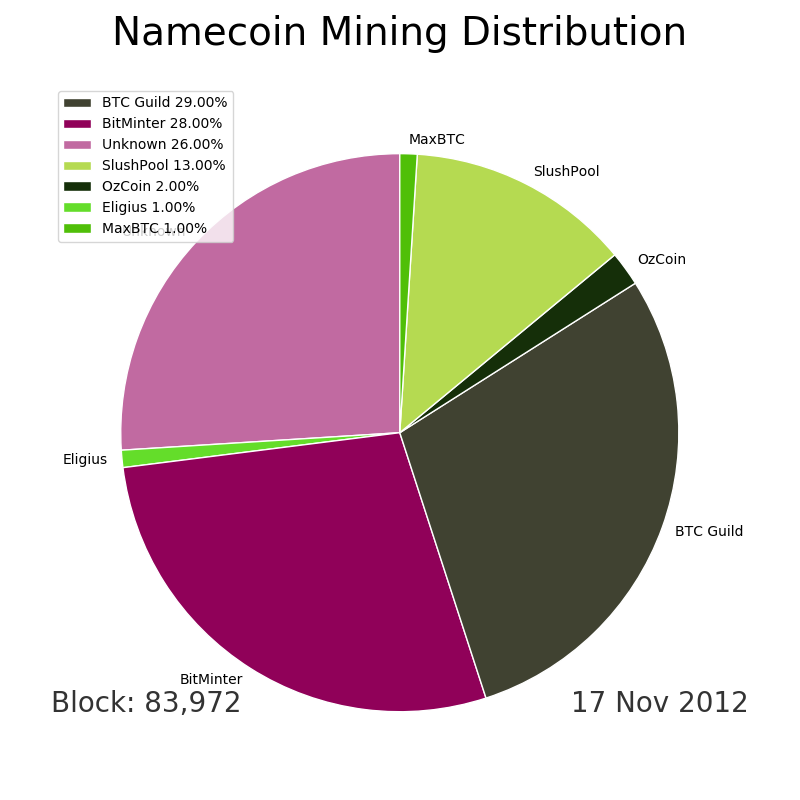 Namecoin Mining Distribution
BTC Guild 29.00%
BitMinter 28.00%
Unknown 26.00%
SlushPool 13.00%
OzCoin 2.00%
Eligius 1.00%
MaxBTC 1.00%
MaxBTC
SlushPool
OzCoin
Unknown
Eligius
BTC Guild
BitMinter
Block: 83,972
17 Nov 2012